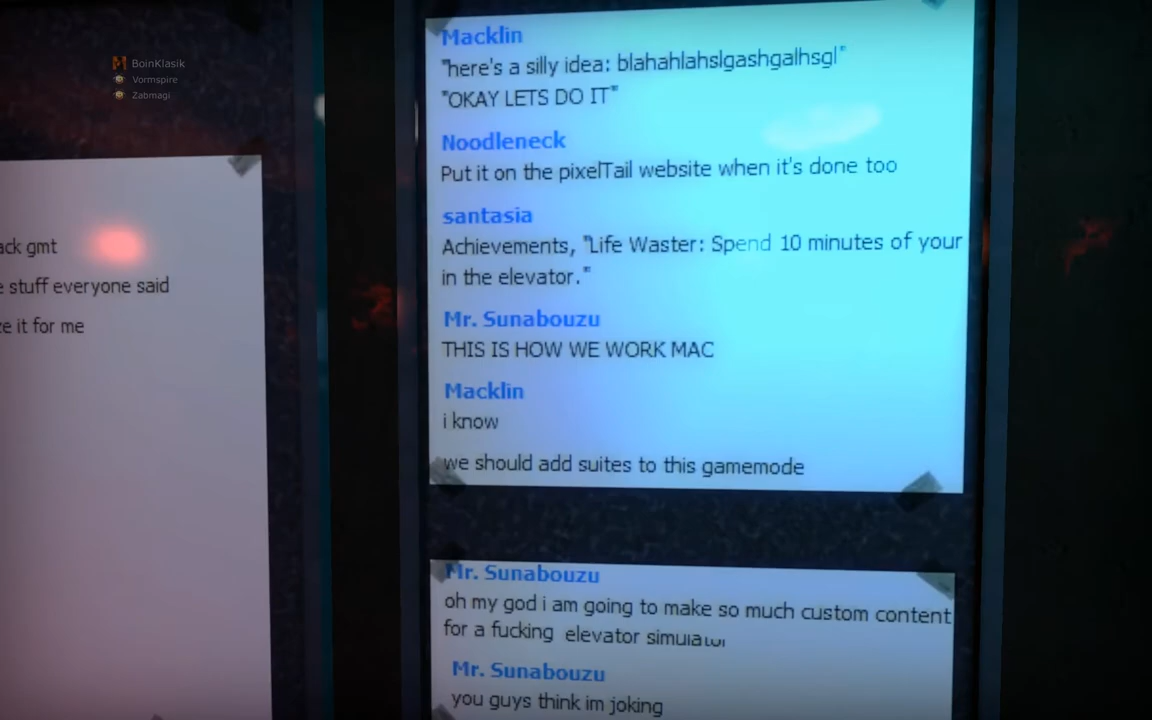 BoinKlasik
Vormspire
Zabmagi
ack gmt
e stuff everyone said
e it for me
Macklin
"here's a silly idea: blahahlahslgashgalhsgl"
"OKAY LETS DO IT"
Noodleneck
Put it on the pixelTail website when it's done too
santasia
Achievements, "Life Waster: Spend 10 minutes of your
in the elevator."
Mr. Sunabouzu
THIS IS HOW WE WORK MAC
Macklin
i know
we should add suites to this gamemode
Mr. Sunabouzu
oh my god i am going to make so much custom content
for a fucking elevator simulator
Mr. Sunabouzu
you guys think im joking